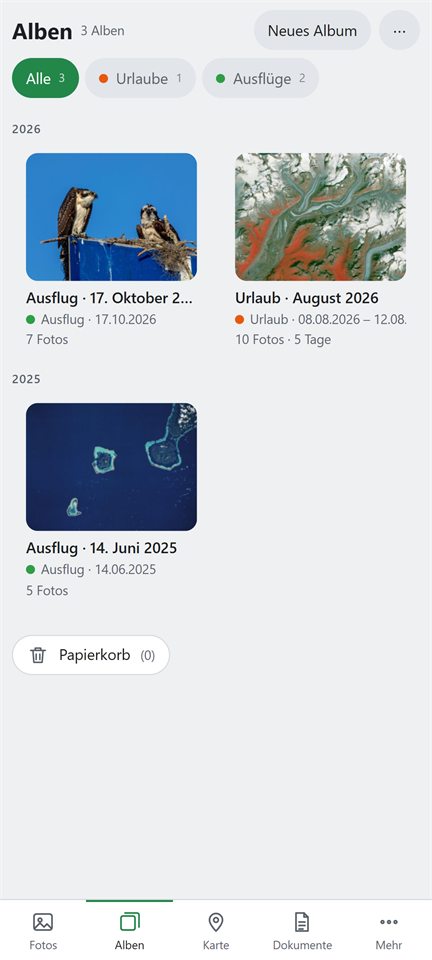 Alben 3 Alben Neues Album ...
Alle 3 Urlaube 1 Ausflüge 2
2026
Ausflug · 17. Oktober 2...
Ausflug · 17.10.2026
7 Fotos
Urlaub · August 2026
Urlaub · 08.08.2026 – 12.08.
10 Fotos · 5 Tage
2025
Ausflug · 14. Juni 2025
Ausflug · 14.06.2025
5 Fotos
Papierkorb (0)
Fotos Alben Karte Dokumente Mehr